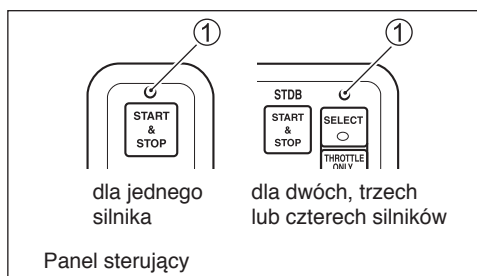 1
1
START
&
STOP
STDB
START
&
STOP
SELECT
THROTTLE
ONLY
dla jednego
silnika
dla dwóch, trzech
lub czterech silników
Panel sterujący